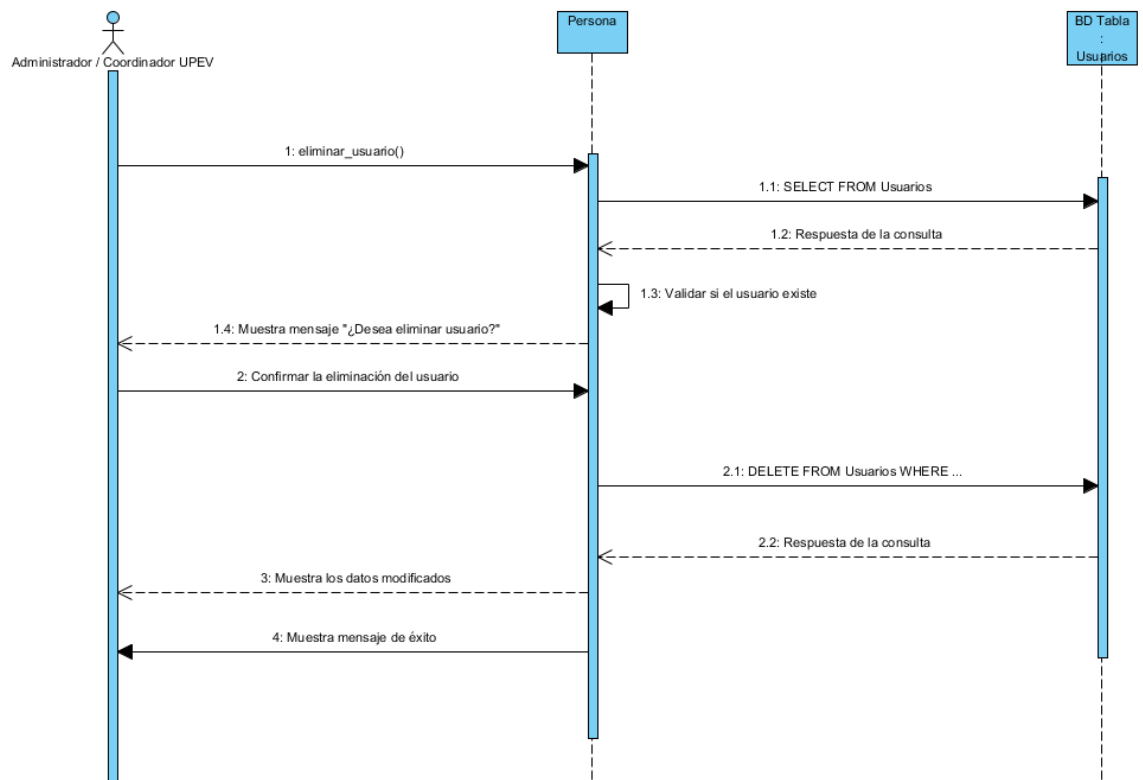 Administrador / Coordinador UPEV
Persona
BD Tabla
:
Usuarios
1: eliminar_usuario()
1.1: SELECT FROM Usuarios
1.2: Respuesta de la consulta
1.3: Validar si el usuario existe
1.4: Muestra mensaje "¿Desea eliminar usuario?"
2: Confirmar la eliminación del usuario
2.1: DELETE FROM Usuarios WHERE ...
2.2: Respuesta de la consulta
3: Muestra los datos modificados
4: Muestra mensaje de éxito